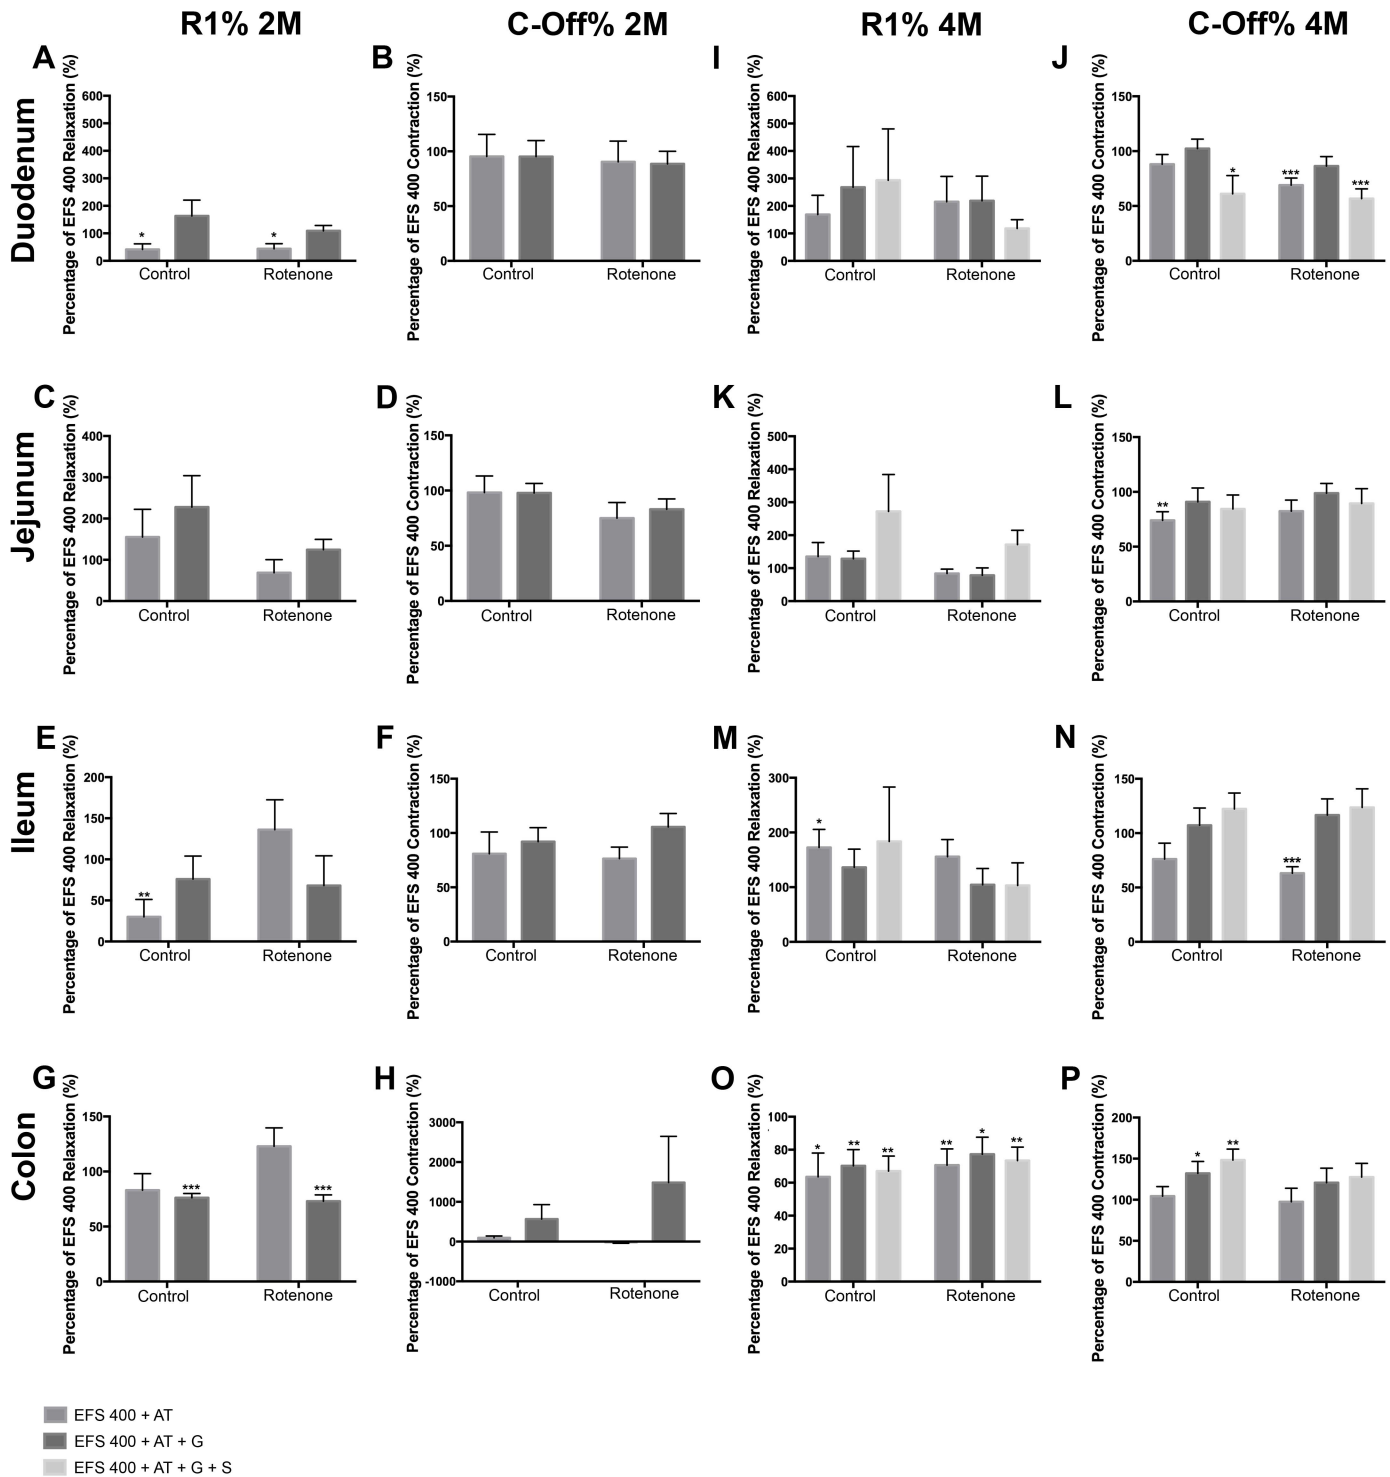 R1% 2M
C-Off% 2M
R1% 4M
C-Off% 4M
Duodenum
A
Percentage of EFS 400 Relaxation (%)
600
500
400
300
200
100
0
*
*
Control
Rotenone
B
Percentage of EFS 400 Contraction (%)
150
100
50
0
Control
Rotenone
I
Percentage of EFS 400 Relaxation (%)
600
500
400
300
200
100
0
Control
Rotenone
J
Percentage of EFS 400 Contraction (%)
150
100
50
0
*
***
***
Control
Rotenone
Jejunum
C
Percentage of EFS 400 Relaxation (%)
400
300
200
100
0
Control
Rotenone
D
Percentage of EFS 400 Contraction (%)
150
100
50
0
Control
Rotenone
K
Percentage of EFS 400 Relaxation (%)
500
400
300
200
100
0
Control
Rotenone
L
Percentage of EFS 400 Contraction (%)
150
100
50
0
**
Control
Rotenone
Ileum
E
Percentage of EFS 400 Relaxation (%)
200
150
100
50
0
**
Control
Rotenone
F
Percentage of EFS 400 Contraction (%)
150
100
50
0
Control
Rotenone
M
Percentage of EFS 400 Relaxation (%)
300
200
100
0
*
Control
Rotenone
N
Percentage of EFS 400 Contraction (%)
150
100
50
0
***
Control
Rotenone
Colon
G
Percentage of EFS 400 Relaxation (%)
150
100
50
0
***
***
Control
Rotenone
H
Percentage of EFS 400 Contraction (%)
3000
2000
1000
0
-1000
Control
Rotenone
O
Percentage of EFS 400 Relaxation (%)
100
80
60
40
20
0
*
**
**
**
*
**
Control
Rotenone
P
Percentage of EFS 400 Contraction (%)
200
150
100
50
0
*
**
Control
Rotenone
EFS 400 + AT
EFS 400 + AT + G
EFS 400 + AT + G + S